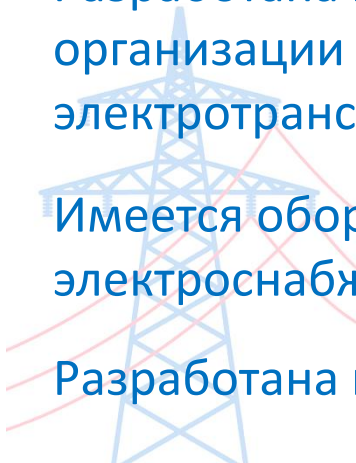 организации
электротранс
Имеется обор
электроснабж
Разработана